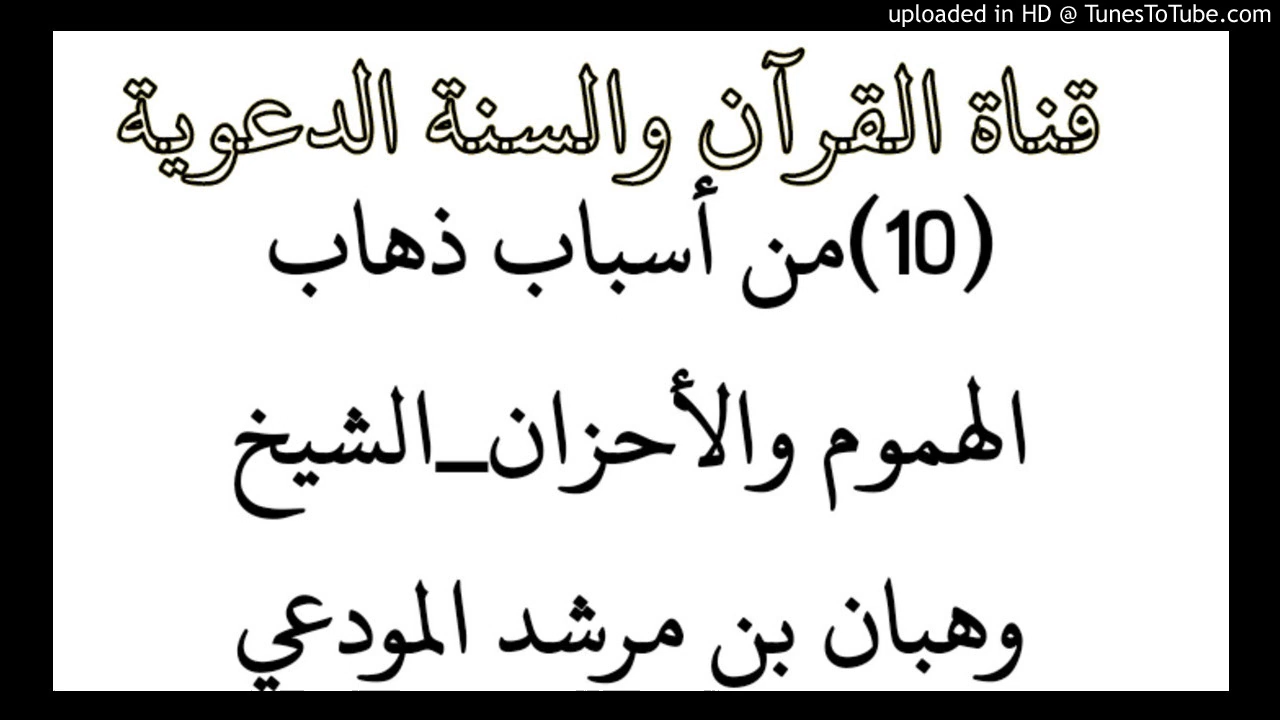 uploaded in HD @ TunesToTube.com
قناة القرآن والسنة الدعوية
(10)من أسباب ذهاب
الهموم والأحزان_الشيخ
وهبان بن مرشد المودعي